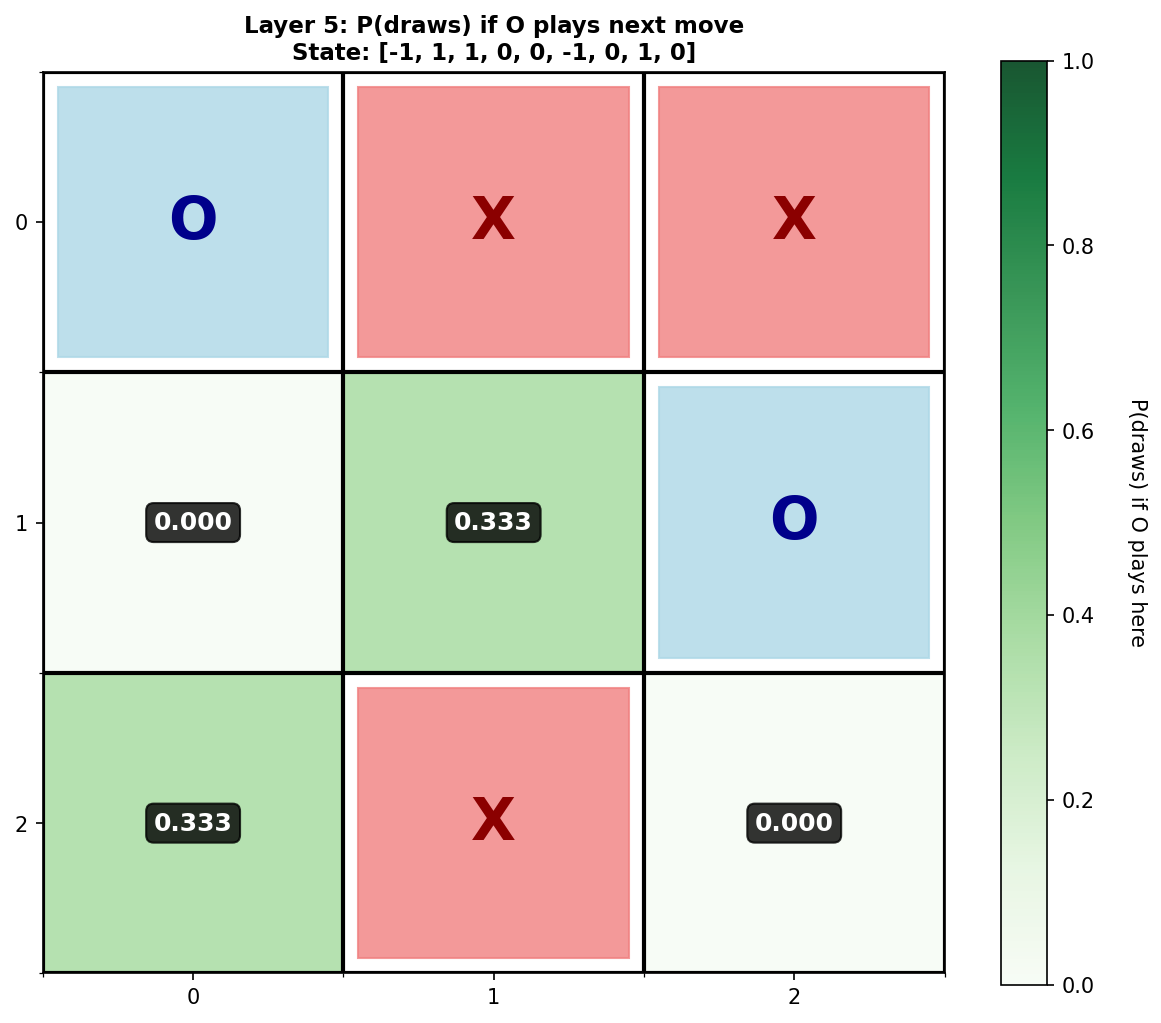 Layer 5: P(draws) if O plays next move
State: [-1, 1, 1, 0, 0, -1, 0, 1, 0]
O X X
0.000 0.333 O
0.333 X 0.000
0
1
2
0 1 2
1.0
0.8
0.6
0.4
0.2
0.0
P(draws) if O plays here